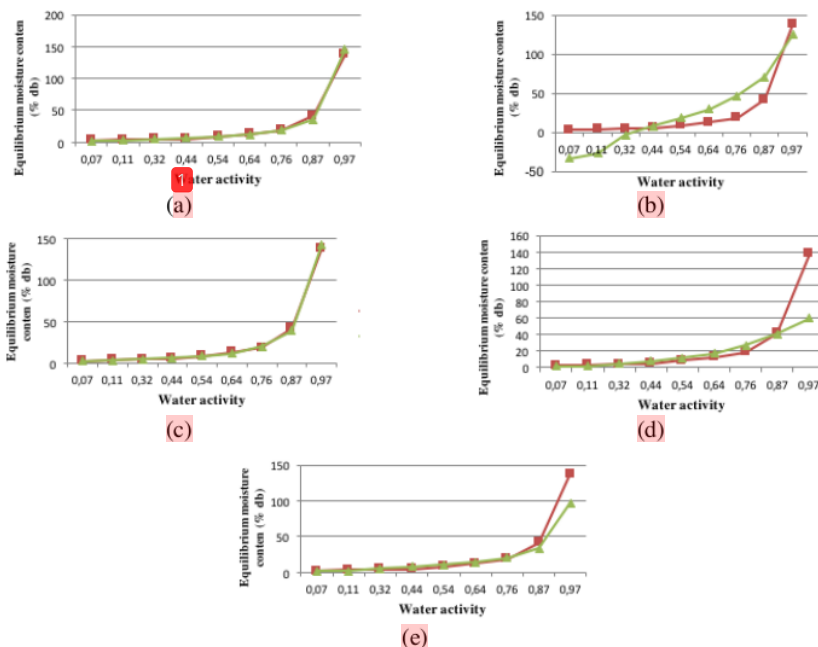 200
150
100
50
0
Equilibrium moisture conten
(% db)
0,07 0,11 0,32 0,44 0,54 0,64 0,76 0,87 0,97
1
Water activity
(a)
150
100
50
0
-50
Equilibrium moisture conten
(% db)
0,07 0,11 0,32 0,44 0,54 0,64 0,76 0,87 0,97
Water activity
(b)
150
100
50
0
Equilibrium moisture
conten (% db)
0,07 0,11 0,32 0,44 0,54 0,64 0,76 0,87 0,97
Water activity
(c)
160
140
120
100
80
60
40
20
0
Equilibrium moisture conten
(% db)
0,07 0,11 0,32 0,44 0,54 0,64 0,76 0,87 0,97
Water activity
(d)
150
100
50
0
Equilibrium moisture
conten (% db)
0,07 0,11 0,32 0,44 0,54 0,64 0,76 0,87 0,97
Water activity
(e)